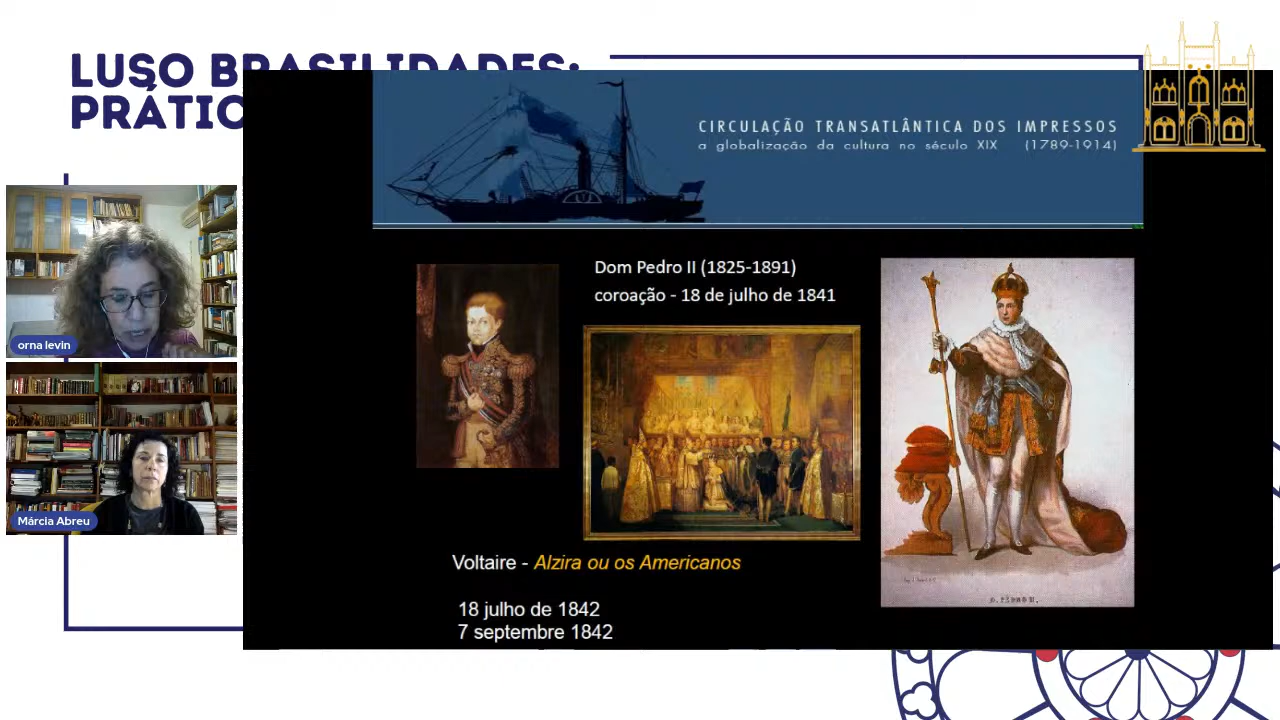 LUSO BRASILIDADES:
PRÁTIC
CIRCULAÇÃO TRANSATLÂNTICA DOS IMPRESSOS
a globalização da cultura no século XIX (1789-1914)
orna levin
Márcia Abreu
Dom Pedro II (1825-1891)
coroação - 18 de julho de 1841
D. PEDRO II.
Voltaire - Alzira ou os Americanos
18 julho de 1842
7 septembre 1842